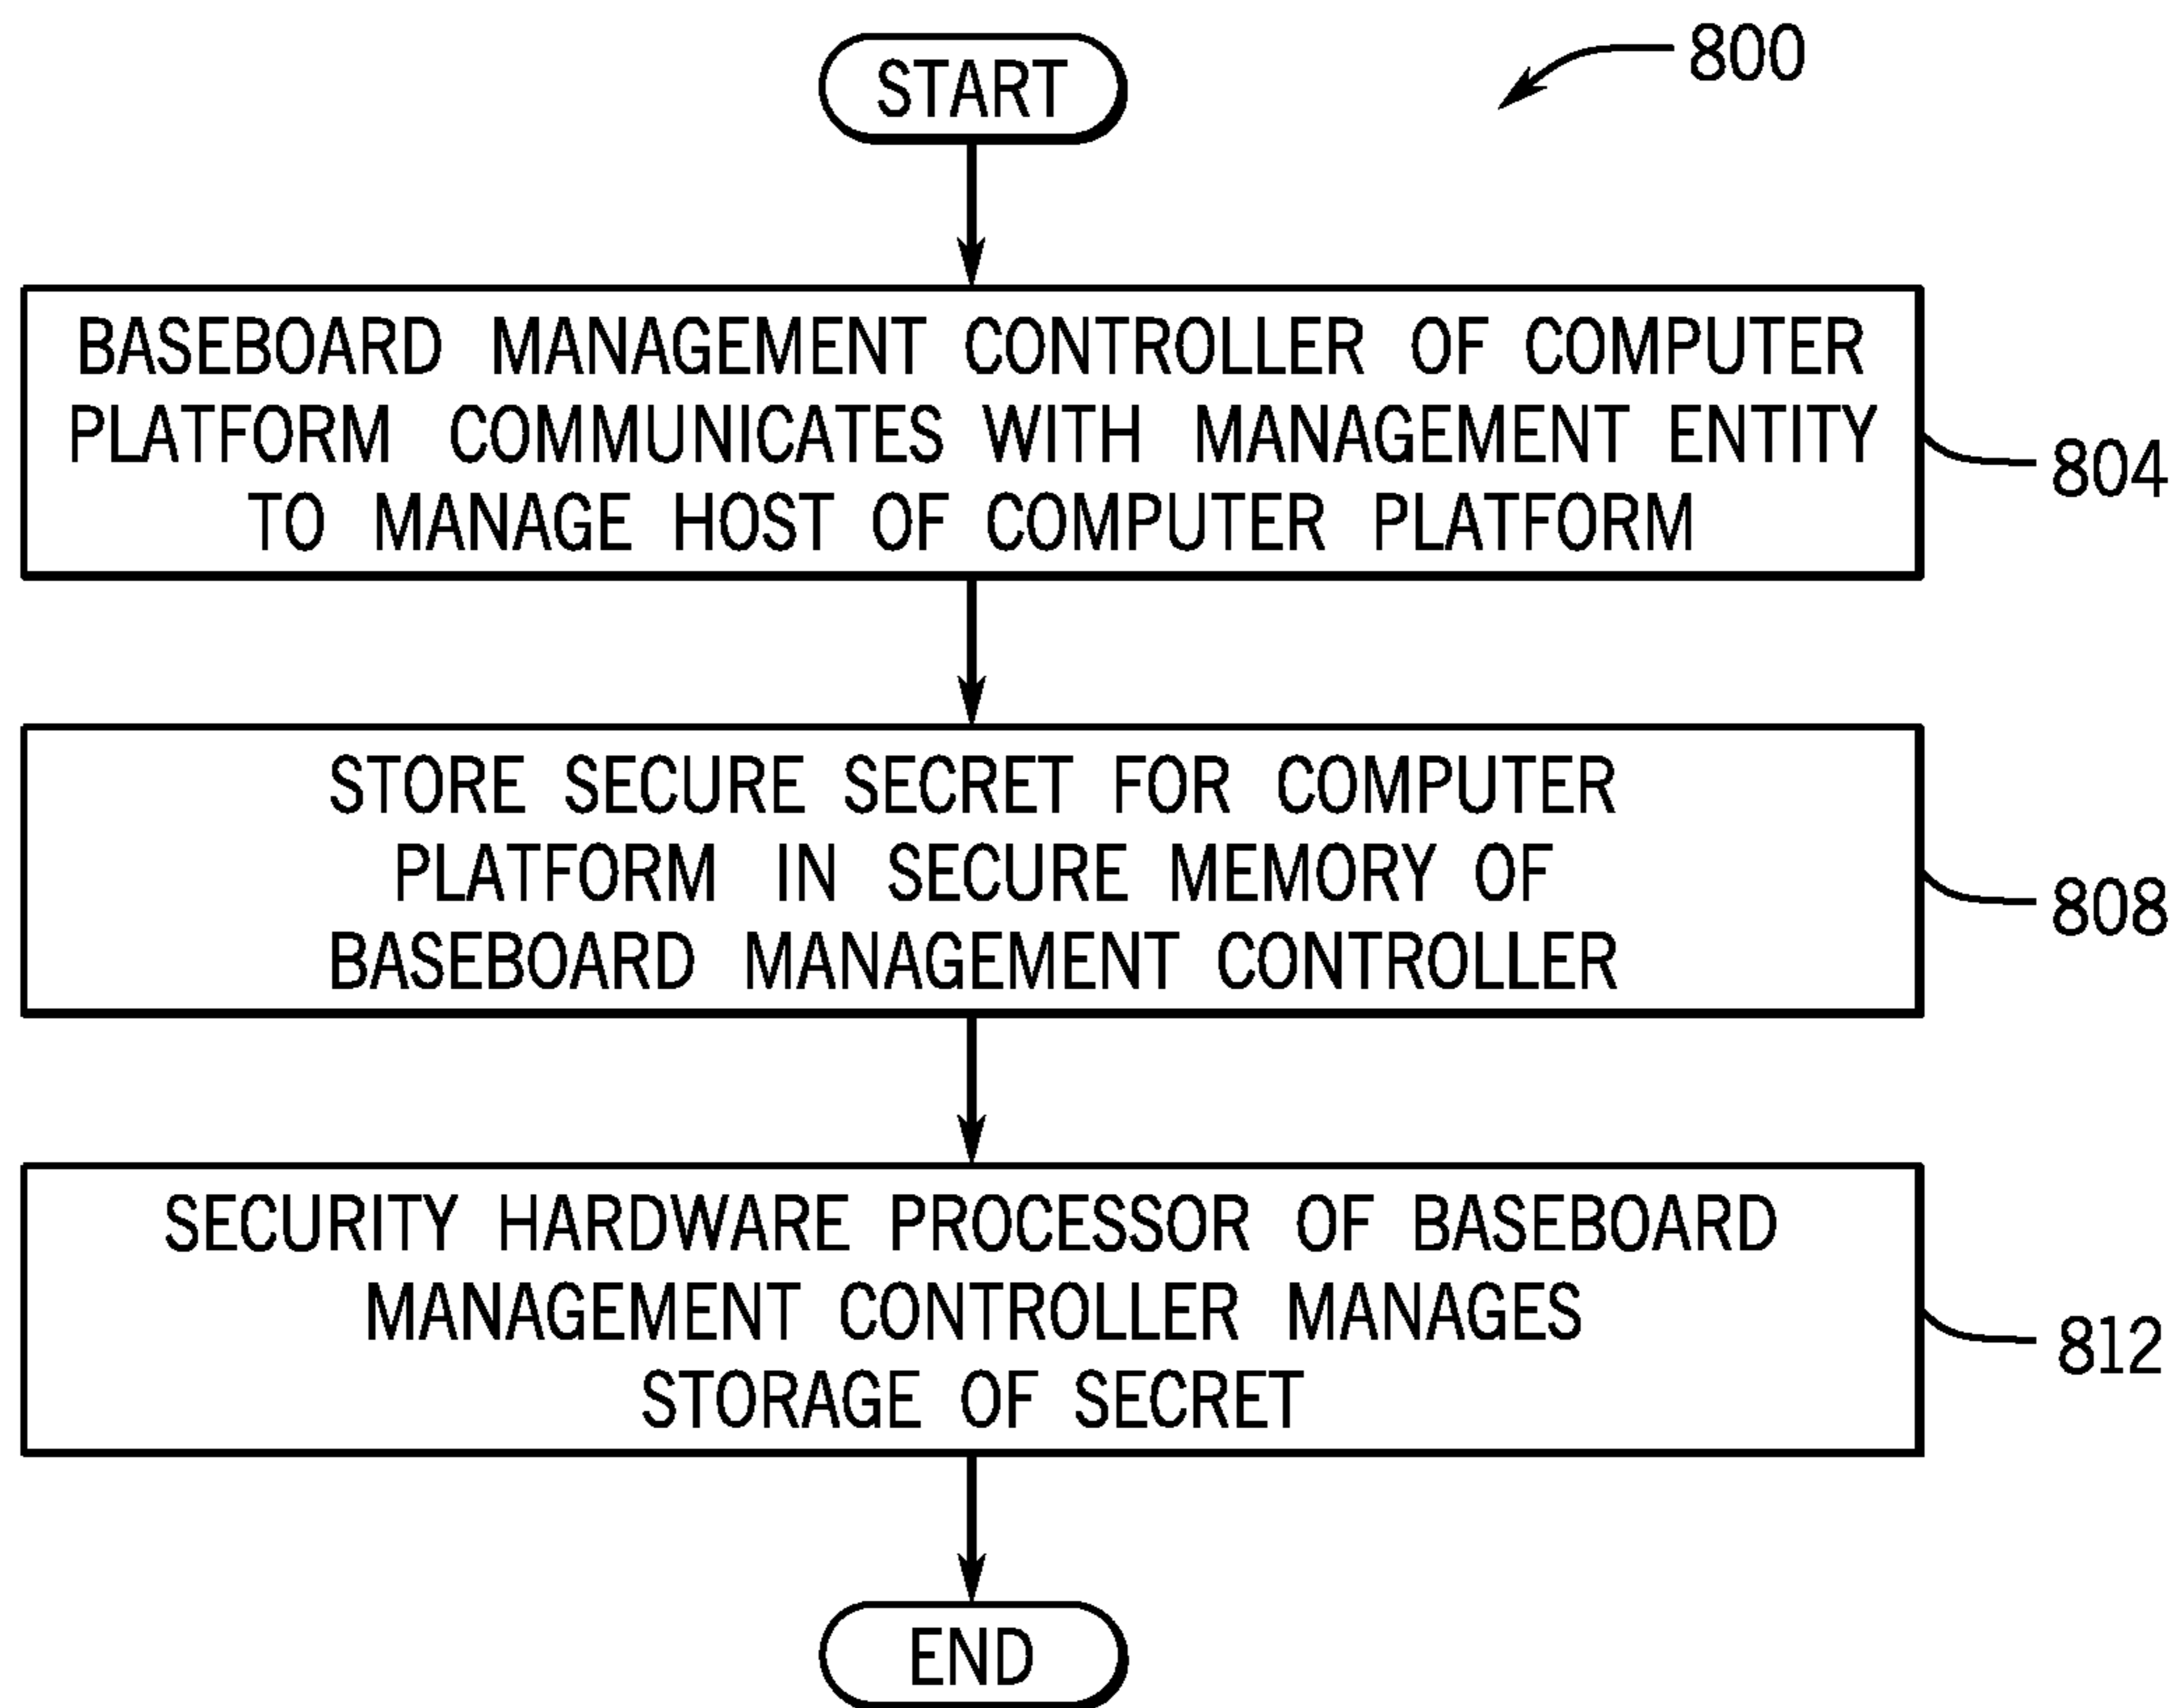 START
800
BASEBOARD MANAGEMENT CONTROLLER OF COMPUTER
PLATFORM COMMUNICATES WITH MANAGEMENT ENTITY
TO MANAGE HOST OF COMPUTER PLATFORM
804
STORE SECURE SECRET FOR COMPUTER
PLATFORM IN SECURE MEMORY OF
BASEBOARD MANAGEMENT CONTROLLER
808
SECURITY HARDWARE PROCESSOR OF BASEBOARD
MANAGEMENT CONTROLLER MANAGES
STORAGE OF SECRET
812
END